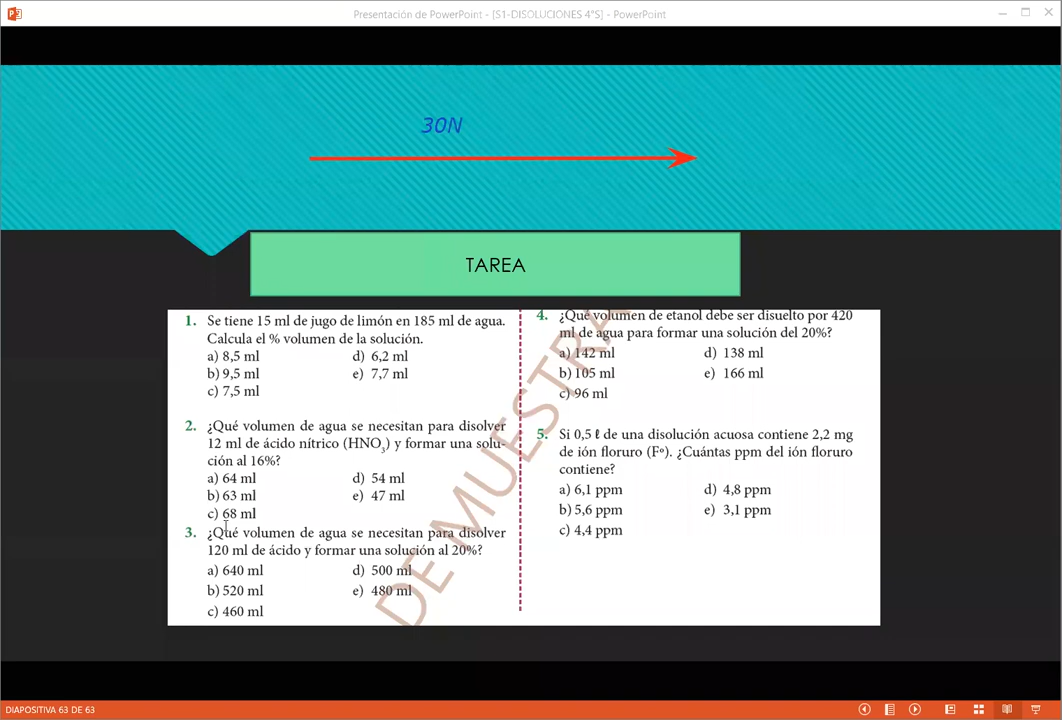 Presentación de PowerPoint - [S1-DISOLUCIONES 4°S] - PowerPoint
30N
TAREA
1. Se tiene 15 ml de jugo de limón en 185 ml de agua.
Calcula el % volumen de la solución.
a) 8,5 ml d) 6,2 ml
b) 9,5 ml e) 7,7 ml
c) 7,5 ml
2. ¿Qué volumen de agua se necesitan para disolver
12 ml de ácido nítrico (HNO3) y formar una solu-
ción al 16%?
a) 64 ml d) 54 ml
b) 63 ml e) 47 ml
c) 68 ml
3. ¿Qué volumen de agua se necesitan para disolver
120 ml de ácido y formar una solución al 20%?
a) 640 ml d) 500 ml
b) 520 ml e) 480 ml
c) 460 ml
4. ¿Qué volumen de etanol debe ser disuelto por 420
ml de agua para formar una solución del 20%?
a) 142 ml d) 138 ml
b) 105 ml e) 166 ml
c) 96 ml
5. Si 0,5 ℓ de una disolución acuosa contiene 2,2 mg
de ión floruro (Fº). ¿Cuántas ppm del ión floruro
contiene?
a) 6,1 ppm d) 4,8 ppm
b) 5,6 ppm e) 3,1 ppm
c) 4,4 ppm
DE MUESTRA
DIAPOSITIVA 63 DE 63